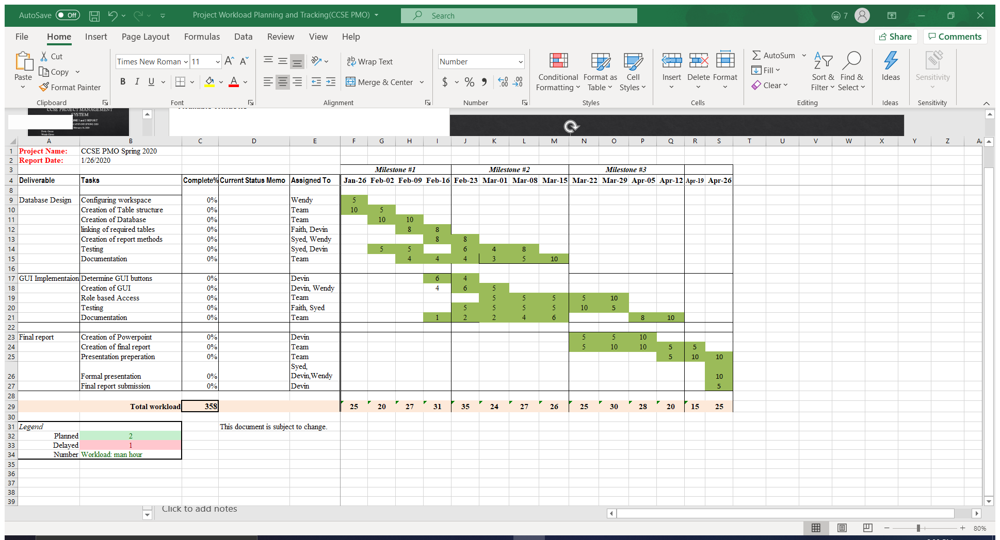 AutoSave Off Project Workload Planning and Tracking(CCSE PMO) Search 7
File Home Insert Page Layout Formulas Data Review View Help Share Comments
Paste Cut Copy Format Painter Clipboard
Times New Roman 11 B I U Font
Wrap Text Merge & Center Alignment
Number $ % Number
Conditional Formatting Format as Table Cell Styles Styles
Insert Delete Format Cells
AutoSum Fill Clear Sort & Filter Find & Select Editing
Ideas Ideas
Sensitivity Sensitivity
CCSE PROJECT MANAGEMENT
SYSTEM
A B C D E F G H I J K L M N O P Q R S T U V W X Y Z
1 Project Name: CCSE PMO Spring 2020
2 Report Date: 1/26/2020
3 Milestone #1 Milestone #2 Milestone #3
4 Deliverable Tasks Complete% Current Status Memo Assigned To Jan-26 Feb-02 Feb-09 Feb-16 Feb-23 Mar-01 Mar-08 Mar-15 Mar-22 Mar-29 Apr-05 Apr-12 Apr-19 Apr-26
8
9 Database Design Configuring workspace 0% Wendy 5
10 Creation of Table structure 0% Team 10 5
11 Creation of Database 0% Team 10 10
12 linking of required tables 0% Faith, Devin 8 8
13 Creation of report methods 0% Syed, Wendy 8 8
14 Testing 0% Syed, Devin 5 5 6 4 8
15 Documentation 0% Team 4 4 4 3 5 10
16
17 GUI Implementaion Determine GUI buttons 0% Devin 6 4
18 Creation of GUI 0% Devin, Wendy 4 6 5
19 Role based Access 0% Team 5 5 5 5 10
20 Testing 0% Faith, Syed 5 5 5 5 10 5
21 Documentation 0% Team 1 2 2 4 6 8 10
22
23 Final report Creation of Powerpoint 0% Devin 5 5 10
24 Creation of final report 0% Team 5 10 10 5 5
25 Presentation preperation 0% Team 5 10 10
Syed,
26 Formal presentation 0% Devin,Wendy 10
27 Final report submission 0% Devin 5
28
29 Total workload 358 25 20 27 31 35 24 27 26 25 30 28 20 15 25
30
31 Legend This document is subject to change.
32 Planned 2
33 Delayed 1
34 Number Workload: man hour
35
36
37
38
39
Click to add notes
80%